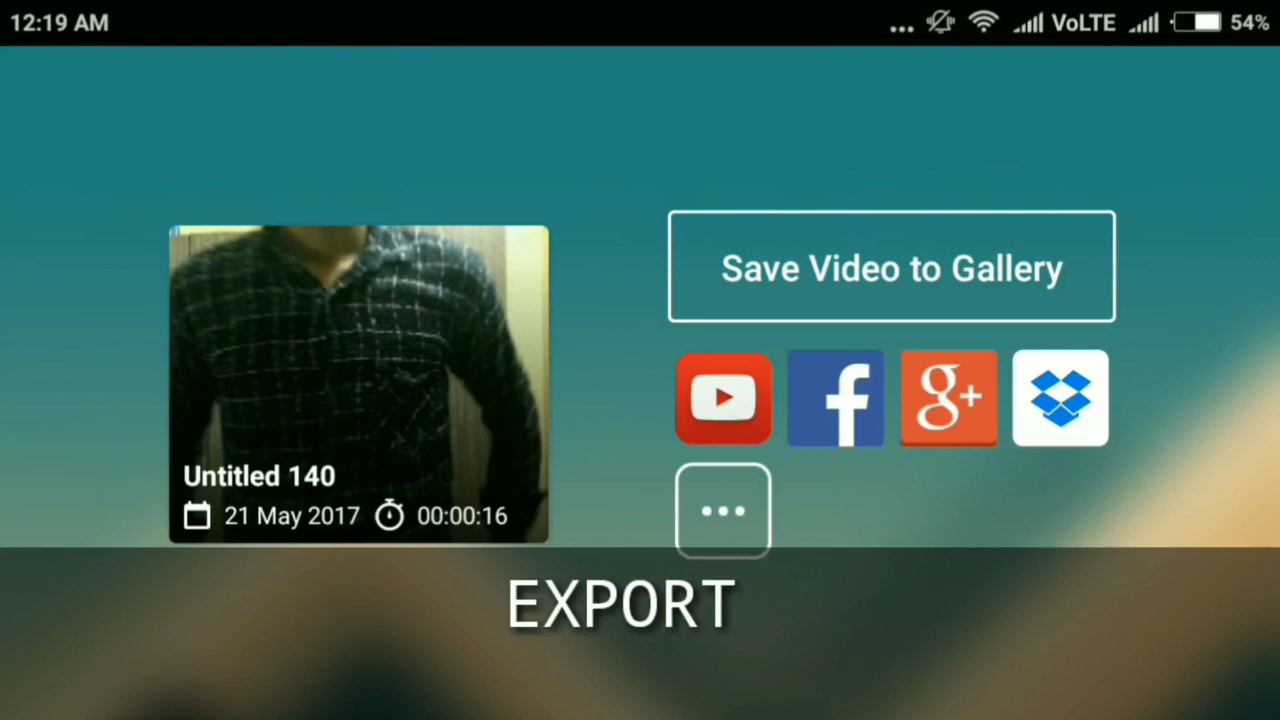 12:19 AM
... VoLTE 54%
Save Video to Gallery
f g+
Untitled 140
21 May 2017 00:00:16
EXPORT